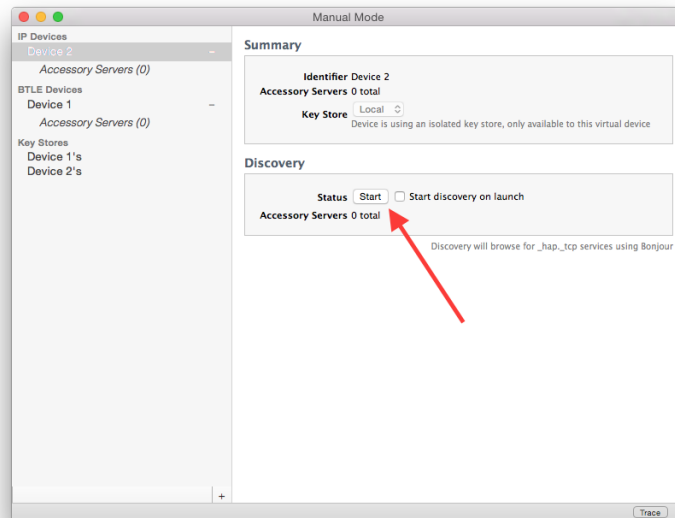 Manual Mode
IP Devices
Device 2 –
Accessory Servers (0)
BTLE Devices
Device 1 –
Accessory Servers (0)
Key Stores
Device 1's
Device 2's
+
Summary
Identifier Device 2
Accessory Servers 0 total
Key Store Local
Device is using an isolated key store, only available to this virtual device
Discovery
Status Start Start discovery on launch
Accessory Servers 0 total
Discovery will browse for _hap._tcp services using Bonjour
Trace